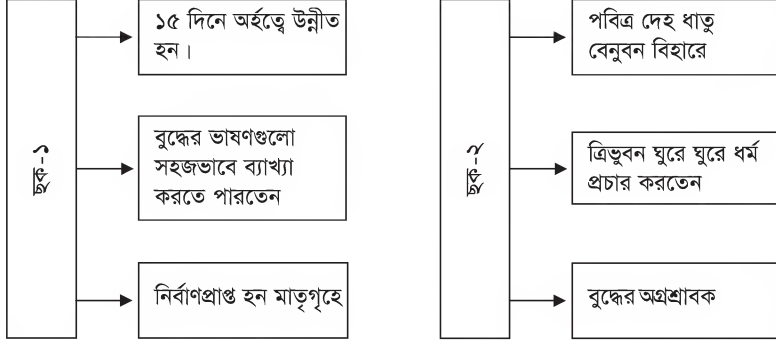 ছক-১
১৫ দিনে অর্হত্ত্বে উন্নীত
হন।
বুদ্ধের ভাষণগুলো
সহজভাবে ব্যাখ্যা
করতে পারতেন
নির্বাণপ্রাপ্ত হন মাতৃগৃহে
ছক-২
পবিত্র দেহ ধাতু
বেনুবন বিহারে
ত্রিভুবন ঘুরে ঘুরে ধর্ম
প্রচার করতেন
বুদ্ধের অগ্রশ্রাবক